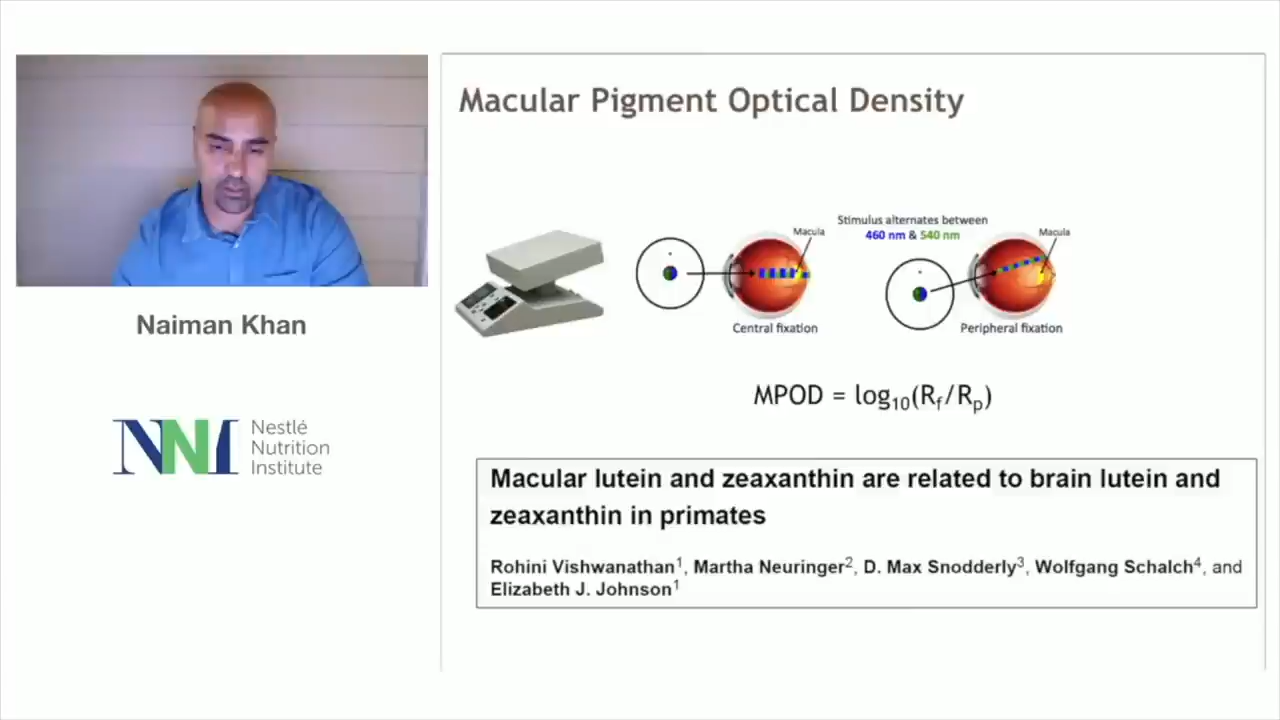 Macular Pigment Optical Density
Stimulus alternates between
460 nm & 540 nm
Macula
Macula
Central fixation
Peripheral fixation
MPOD = log10(Rf/Rp)
Macular lutein and zeaxanthin are related to brain lutein and
zeaxanthin in primates
Rohini Vishwanathan1, Martha Neuringer2, D. Max Snodderly3, Wolfgang Schalch4, and
Elizabeth J. Johnson1
Naiman Khan
NNI
Nestlé
Nutrition
Institute